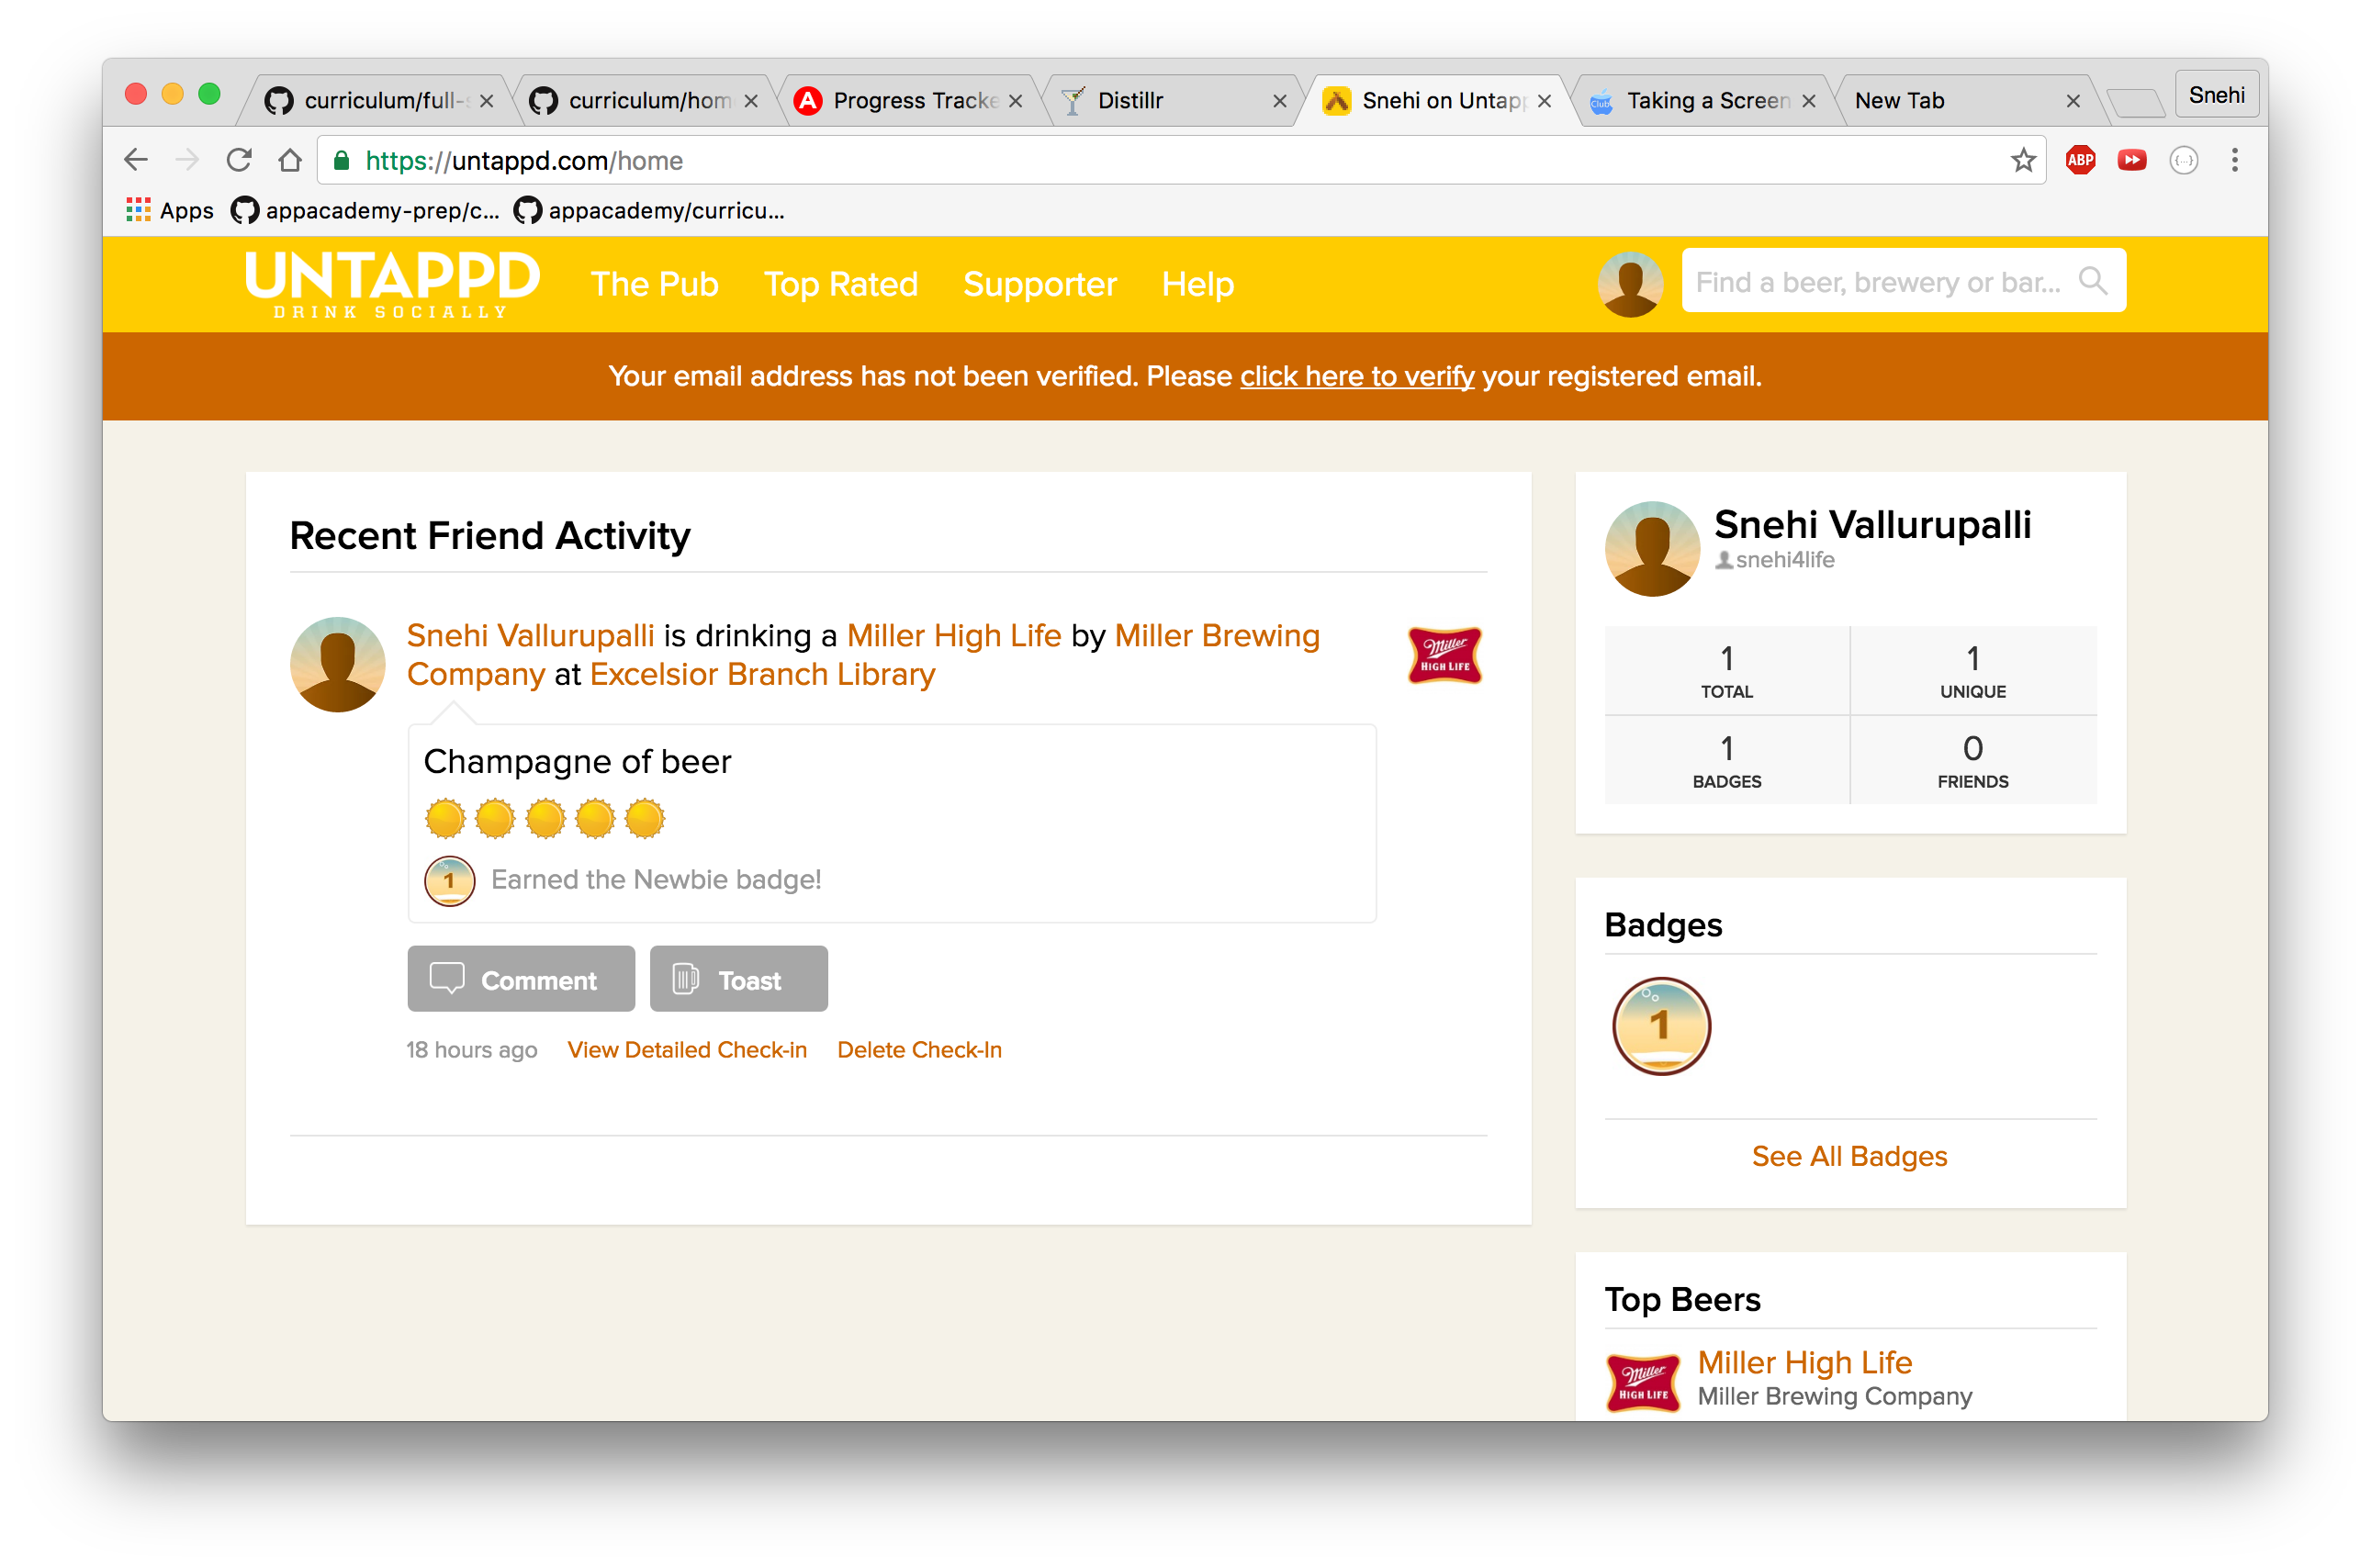 curriculum/full-s
curriculum/hom
Progress Tracke
Distillr
Snehi on Untapp
Taking a Screen
New Tab
Snehi
https://untappd.com/home
ABP
Apps
appacademy-prep/c...
appacademy/curricu...
UNTAPPD
DRINK SOCIALLY
The Pub
Top Rated
Supporter
Help
Find a beer, brewery or bar...
Your email address has not been verified. Please click here to verify your registered email.
Recent Friend Activity
Snehi Vallurupalli is drinking a Miller High Life by Miller Brewing
Company at Excelsior Branch Library
Miller
HIGH LIFE
Champagne of beer
1
Earned the Newbie badge!
Comment
Toast
18 hours ago
View Detailed Check-in
Delete Check-In
Snehi Vallurupalli
snehi4life
1
TOTAL
1
UNIQUE
1
BADGES
0
FRIENDS
Badges
1
See All Badges
Top Beers
Miller
HIGH LIFE
Miller High Life
Miller Brewing Company